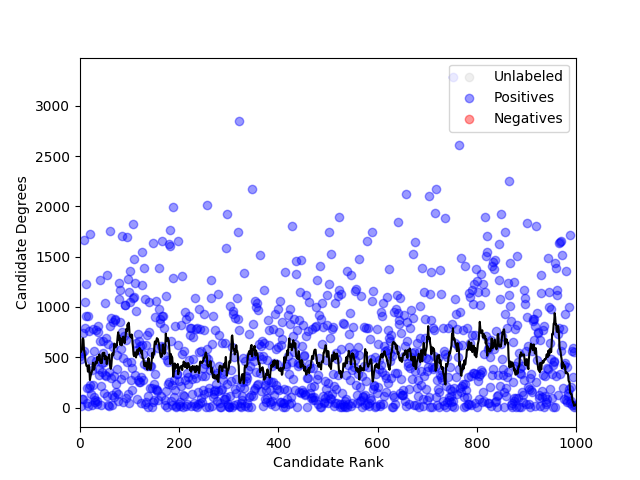 Unlabeled
Positives
Negatives
3000
2500
2000
1500
1000
500
0
Candidate Degrees
0 200 400 600 800 1000
Candidate Rank